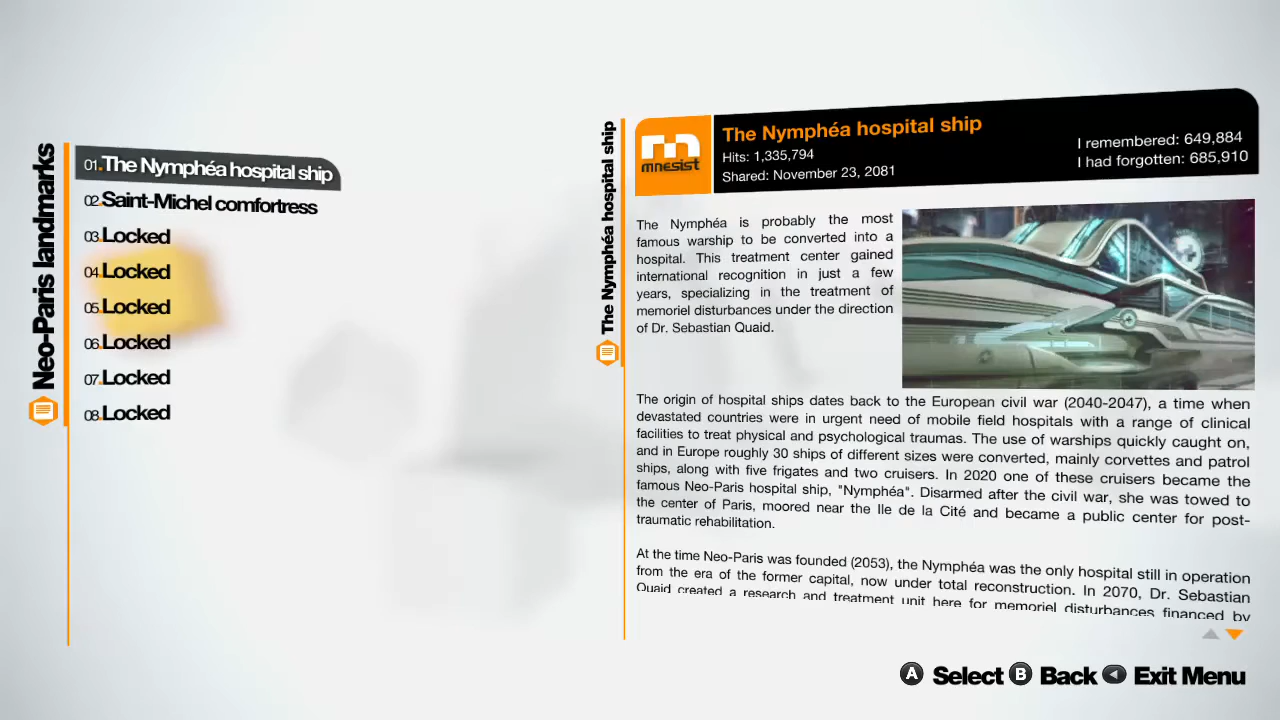 Neo-Paris landmarks
01.The Nymphéa hospital ship
02.Saint-Michel comfortress
03.Locked
04.Locked
05.Locked
06.Locked
07.Locked
08.Locked
The Nymphéa hospital ship
mnesist
The Nymphéa hospital ship
Hits: 1,335,794
Shared: November 23, 2081
I remembered: 649,884
I had forgotten: 685,910
The Nymphéa is probably the most
famous warship to be converted into a
hospital. This treatment center gained
international recognition in just a few
years, specializing in the treatment of
memoriel disturbances under the direction
of Dr. Sebastian Quaid.
The origin of hospital ships dates back to the European civil war (2040-2047), a time when
devastated countries were in urgent need of mobile field hospitals with a range of clinical
facilities to treat physical and psychological traumas. The use of warships quickly caught on,
and in Europe roughly 30 ships of different sizes were converted, mainly corvettes and patrol
ships, along with five frigates and two cruisers. In 2020 one of these cruisers became the
famous Neo-Paris hospital ship, "Nymphéa". Disarmed after the civil war, she was towed to
the center of Paris, moored near the Ile de la Cité and became a public center for post-
traumatic rehabilitation.
At the time Neo-Paris was founded (2053), the Nymphéa was the only hospital still in operation
from the era of the former capital, now under total reconstruction. In 2070, Dr. Sebastian
Quaid created a research and treatment unit here for memoriel disturbances financed by
A Select B Back Exit Menu